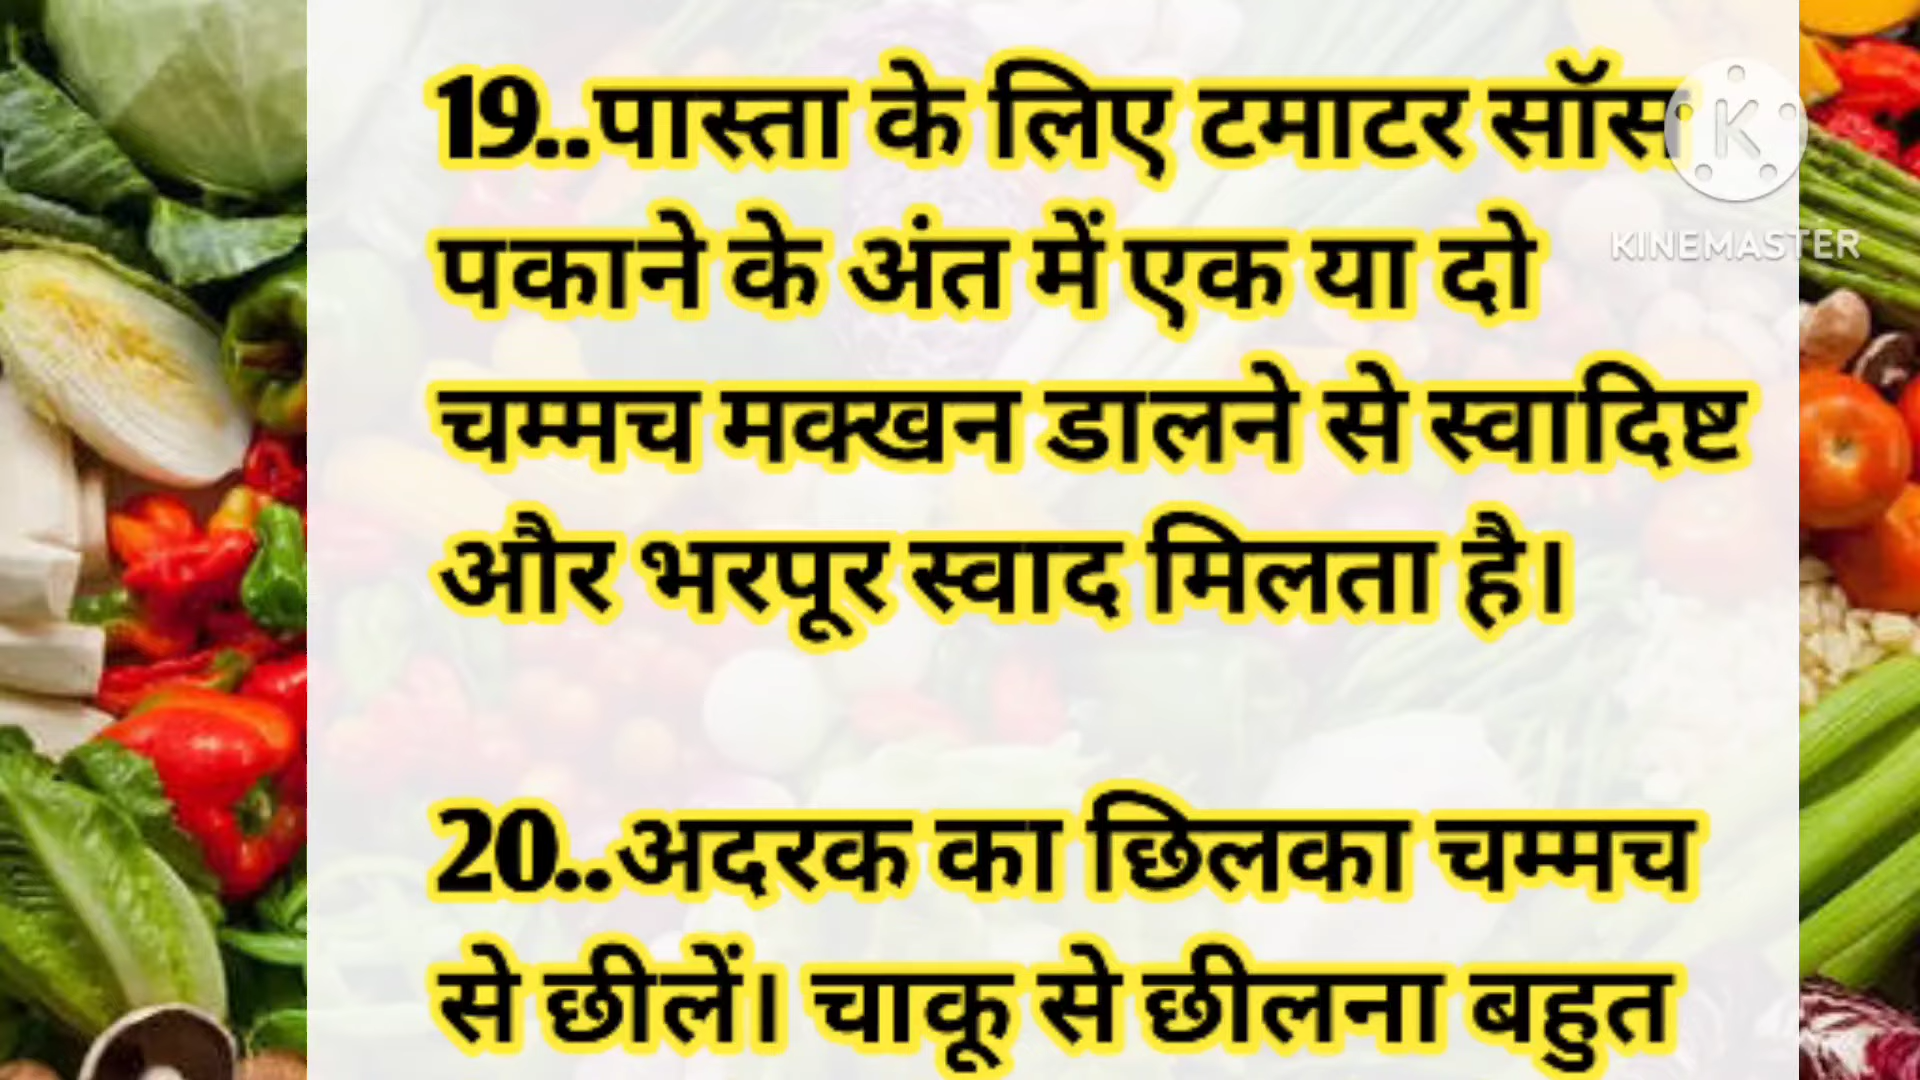 19..पास्ता के लिए टमाटर सॉस
पकाने के अंत में एक या दो
चम्मच मक्खन डालने से स्वादिष्ट
और भरपूर स्वाद मिलता है।
20..अदरक का छिलका चम्मच
से छीलें। चाकू से छीलना बहुत
K
KINEMASTER